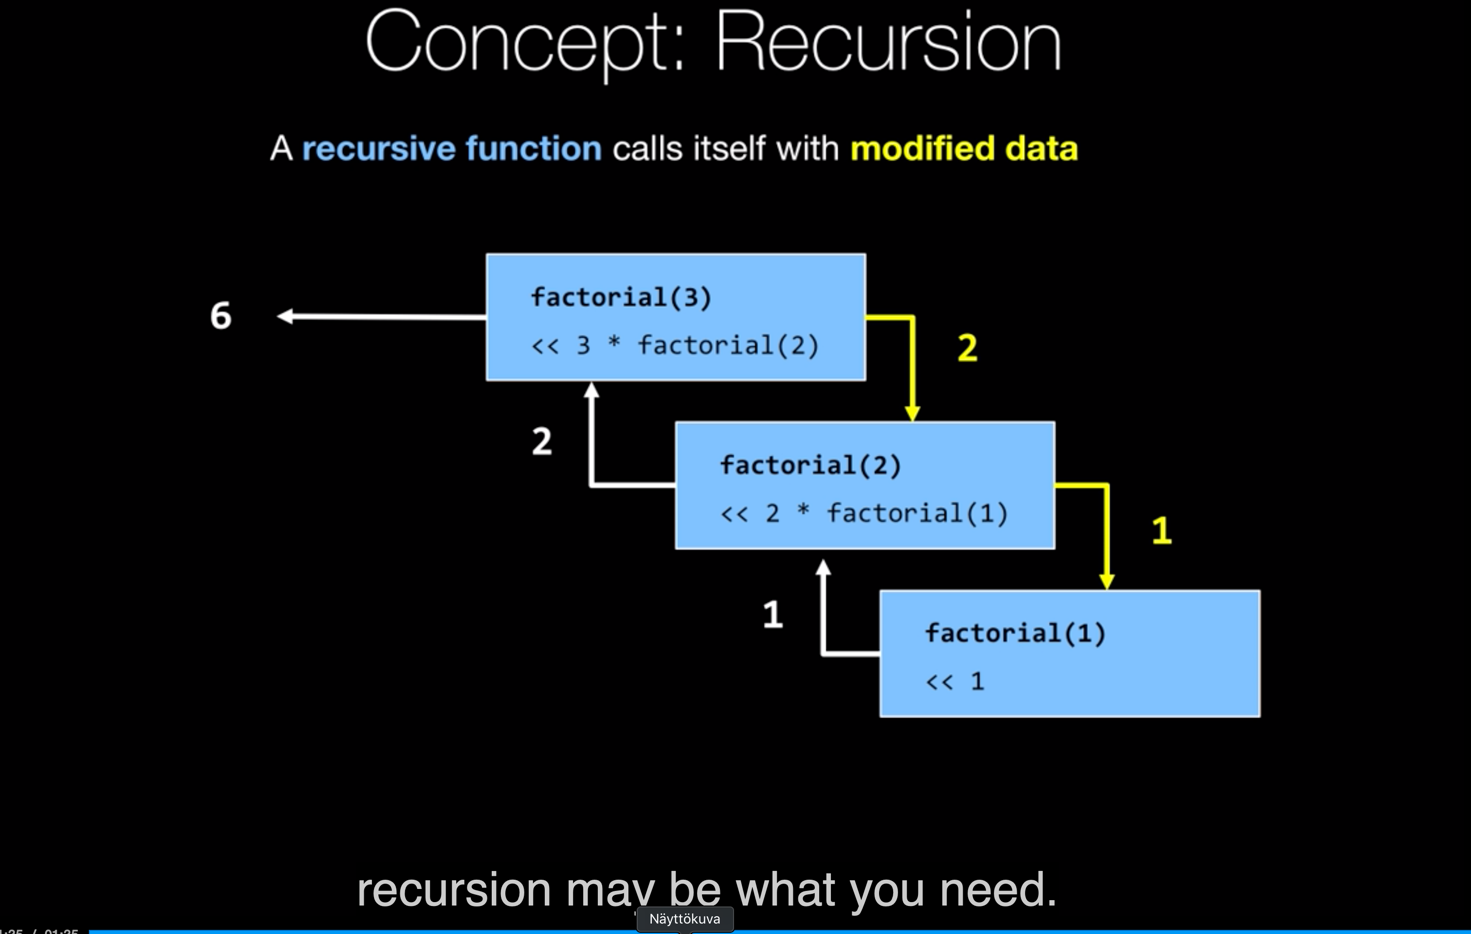 Concept: Recursion
A recursive function calls itself with modified data
factorial(3)
<< 3 * factorial(2)
6
2
2
factorial(2)
<< 2 * factorial(1)
1
1
factorial(1)
<< 1
recursion may be what you need.
Näyttökuva